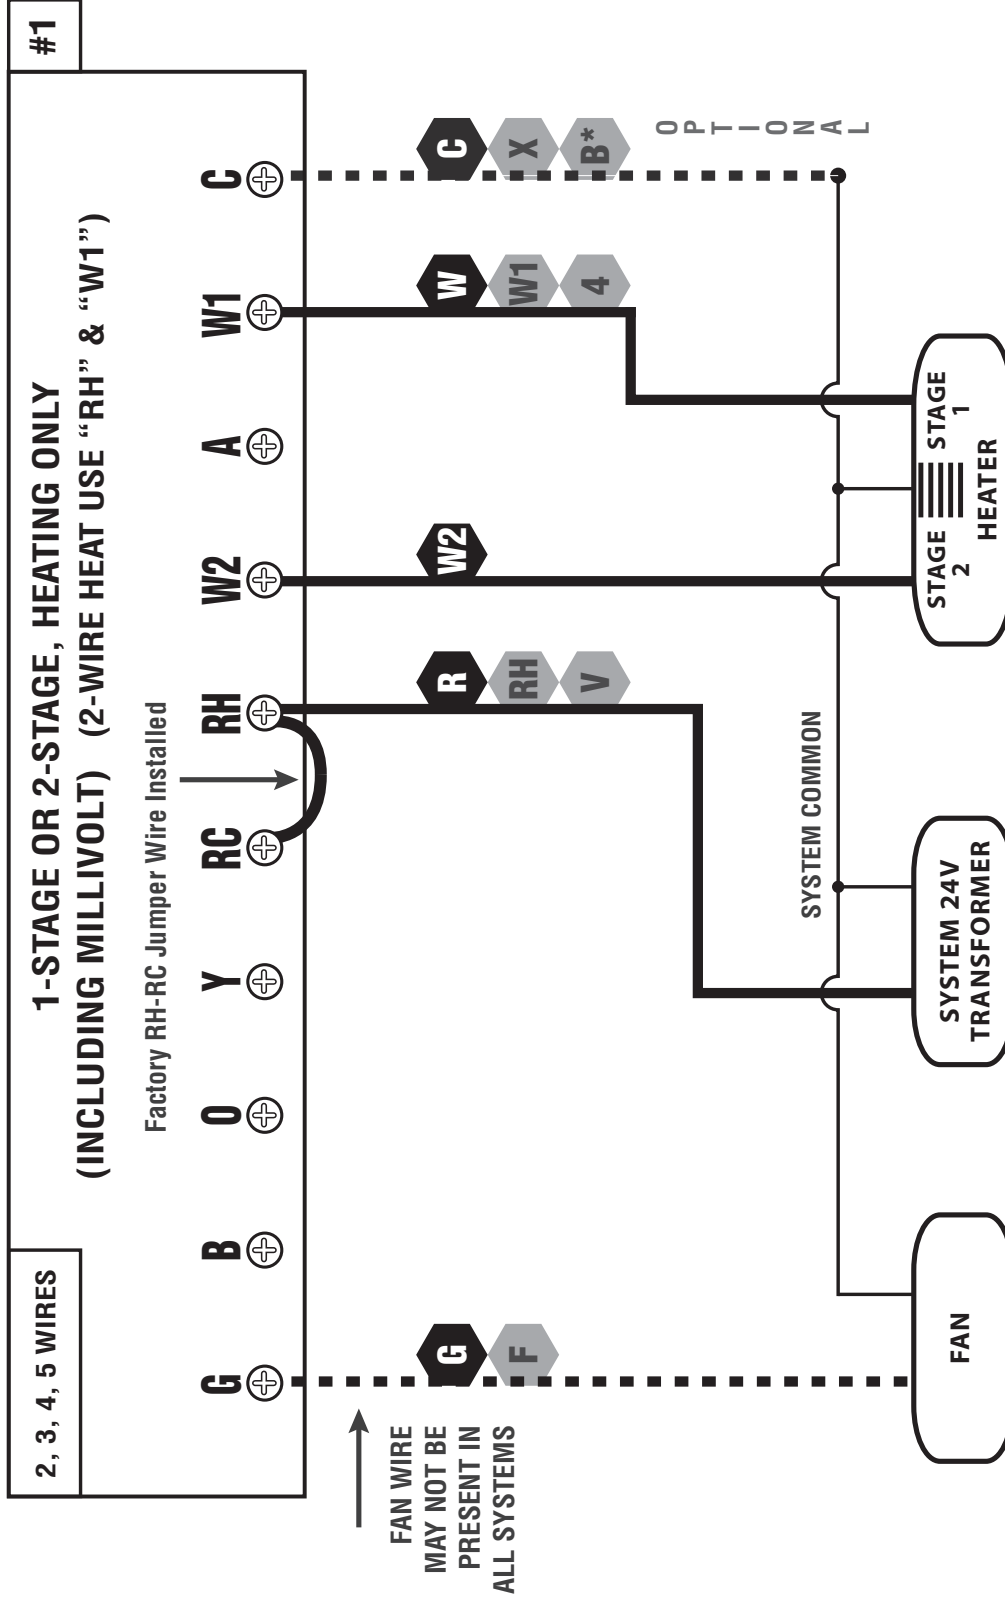 2, 3, 4, 5 WIRES
#1
1-STAGE OR 2-STAGE, HEATING ONLY
(INCLUDING MILLIVOLT) (2-WIRE HEAT USE “RH” & “W1”)
Factory RH-RC Jumper Wire Installed
G B O Y RC RH W2 A W1 C
FAN WIRE
MAY NOT BE
PRESENT IN
ALL SYSTEMS
G
F
R
RH
V
W2
W
W1
4
C
X
B*
OPTIONAL
SYSTEM COMMON
FAN
SYSTEM 24V
TRANSFORMER
STAGE
2
STAGE
1
HEATER